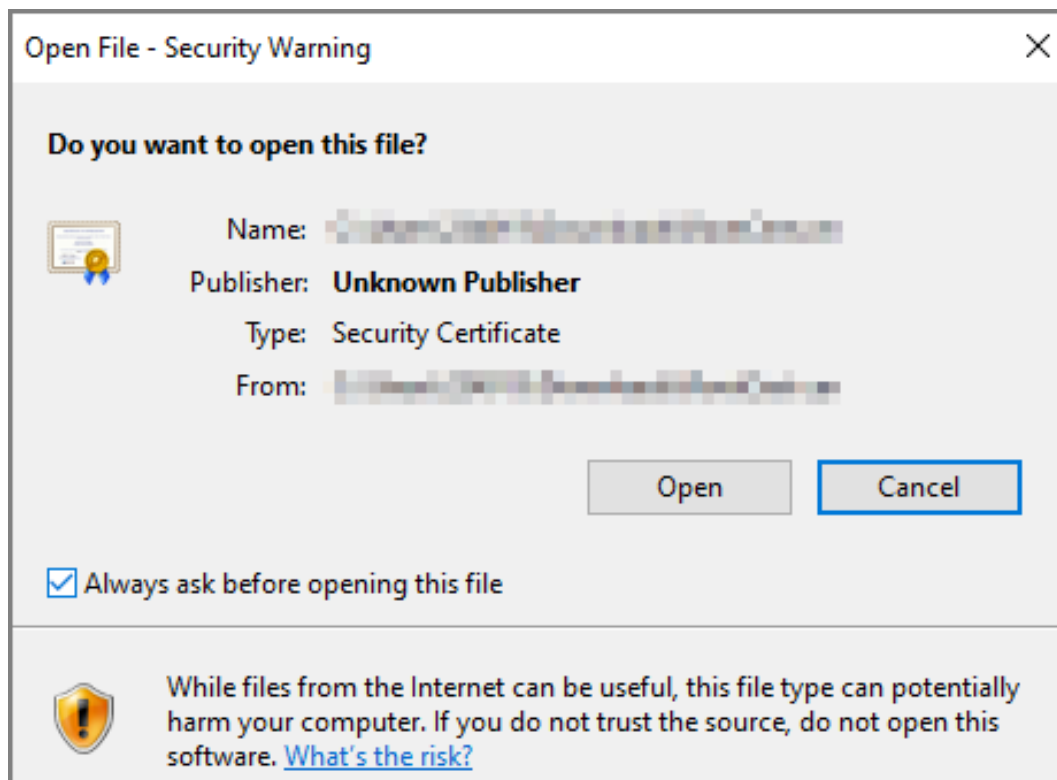 Open File - Security Warning
Do you want to open this file?
Name:
Publisher: Unknown Publisher
Type: Security Certificate
From:
Open Cancel
Always ask before opening this file
While files from the Internet can be useful, this file type can potentially
harm your computer. If you do not trust the source, do not open this
software. What's the risk?